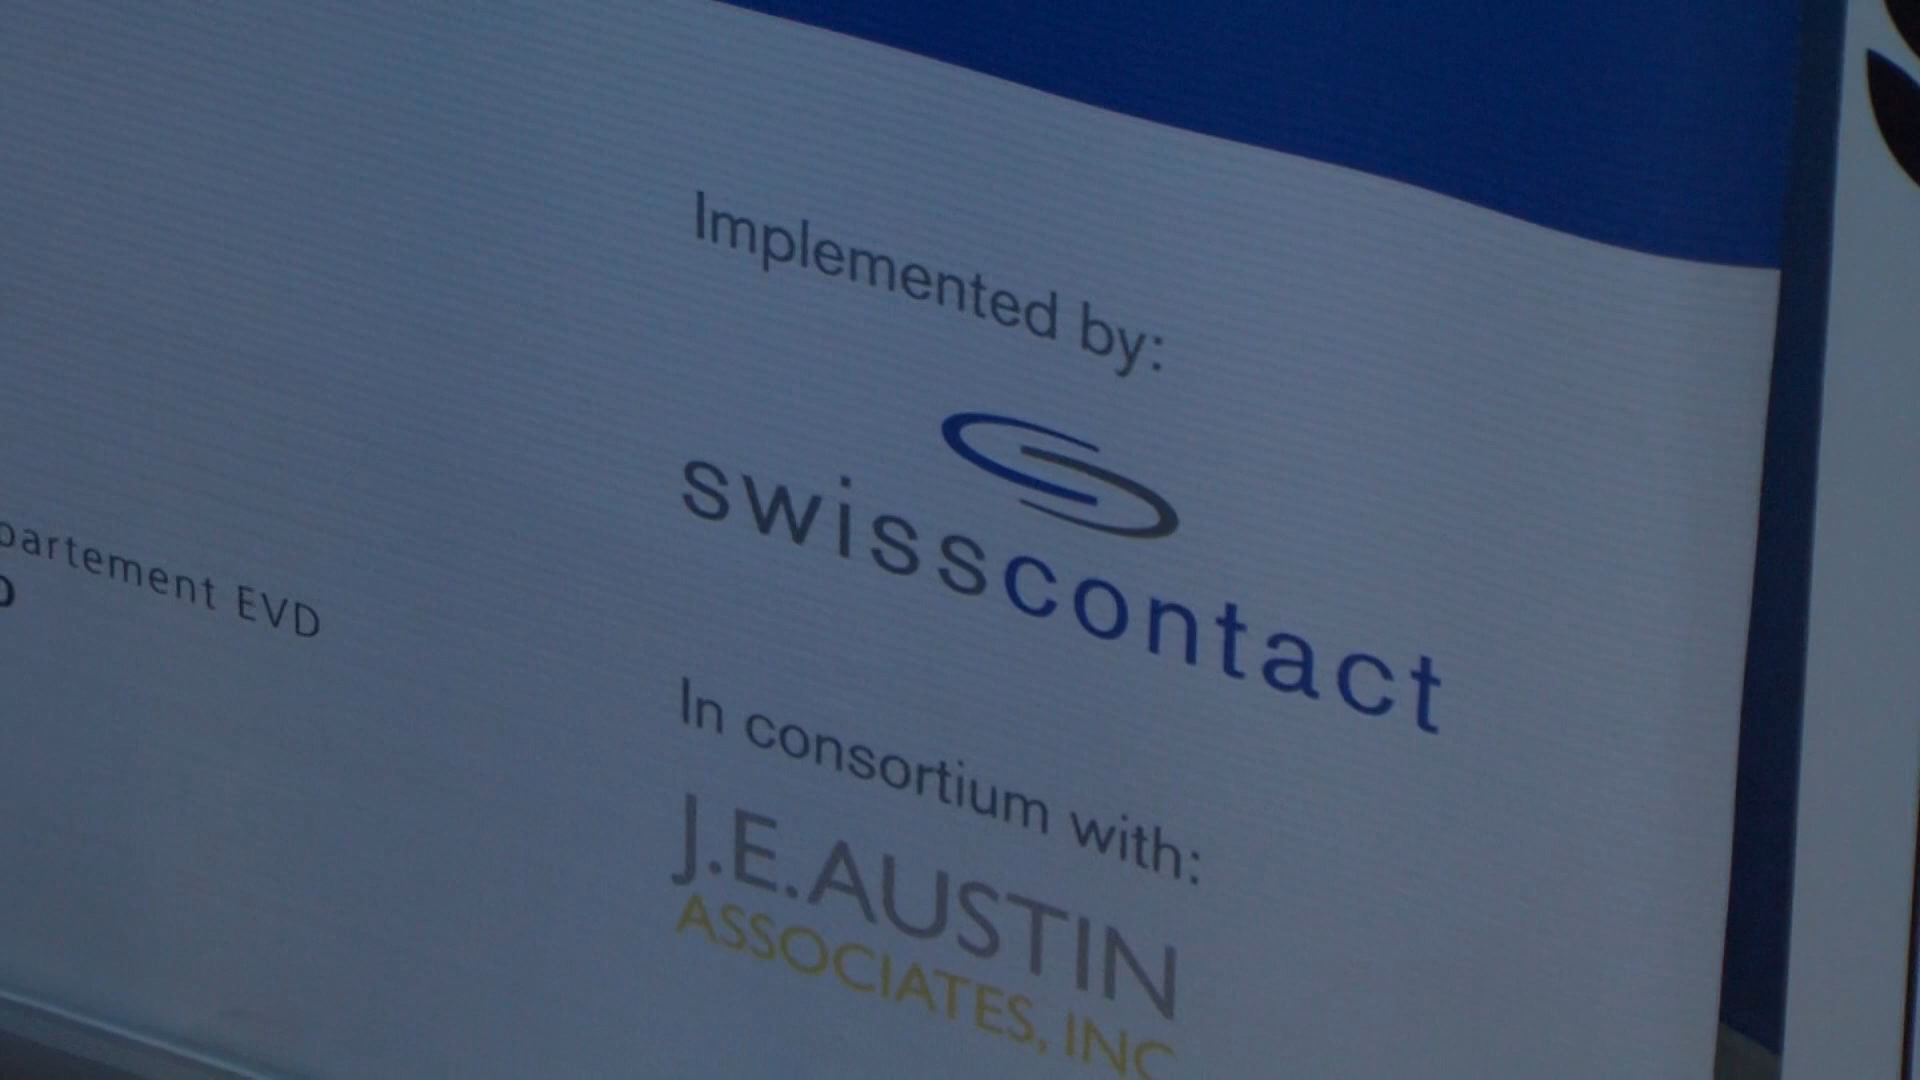 Implemented by:
swisscontact
partement EVD
In consortium with:
J.E.AUSTIN
ASSOCIATES, INC